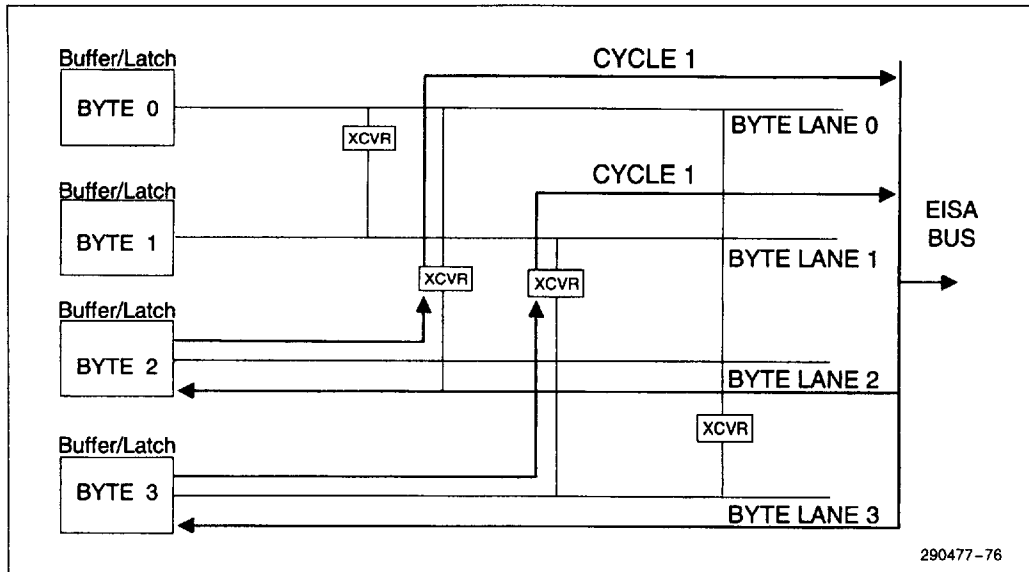 Buffer/Latch
BYTE 0
CYCLE 1
BYTE LANE 0
XCVR
Buffer/Latch
BYTE 1
CYCLE 1
BYTE LANE 1
EISA
BUS
XCVR
XCVR
Buffer/Latch
BYTE 2
BYTE LANE 2
XCVR
Buffer/Latch
BYTE 3
BYTE LANE 3
290477-76